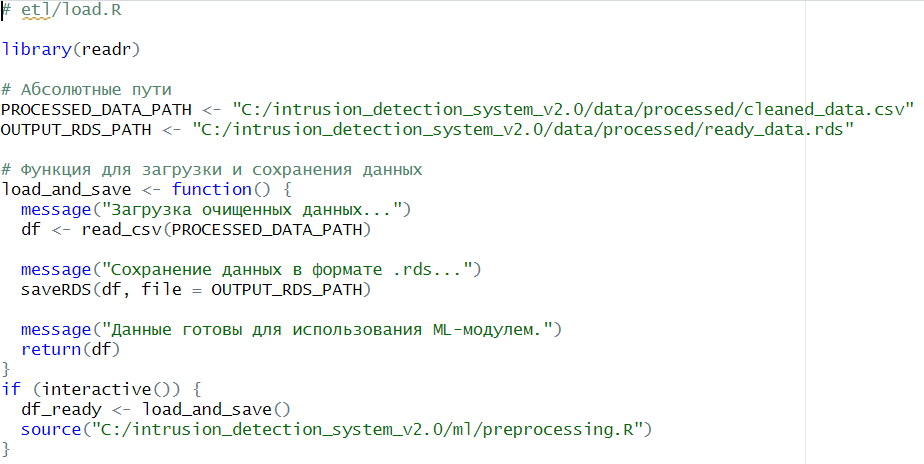 # etl/load.R
library(readr)
# Абсолютные пути
PROCESSED_DATA_PATH <- "C:/intrusion_detection_system_v2.0/data/processed/cleaned_data.csv"
OUTPUT_RDS_PATH <- "C:/intrusion_detection_system_v2.0/data/processed/ready_data.rds"
# Функция для загрузки и сохранения данных
load_and_save <- function() {
  message("Загрузка очищенных данных...")
  df <- read_csv(PROCESSED_DATA_PATH)
  message("Сохранение данных в формате .rds...")
  saveRDS(df, file = OUTPUT_RDS_PATH)
  message("Данные готовы для использования ML-модулем.")
  return(df)
}
if (interactive()) {
  df_ready <- load_and_save()
  source("C:/intrusion_detection_system_v2.0/ml/preprocessing.R")
}